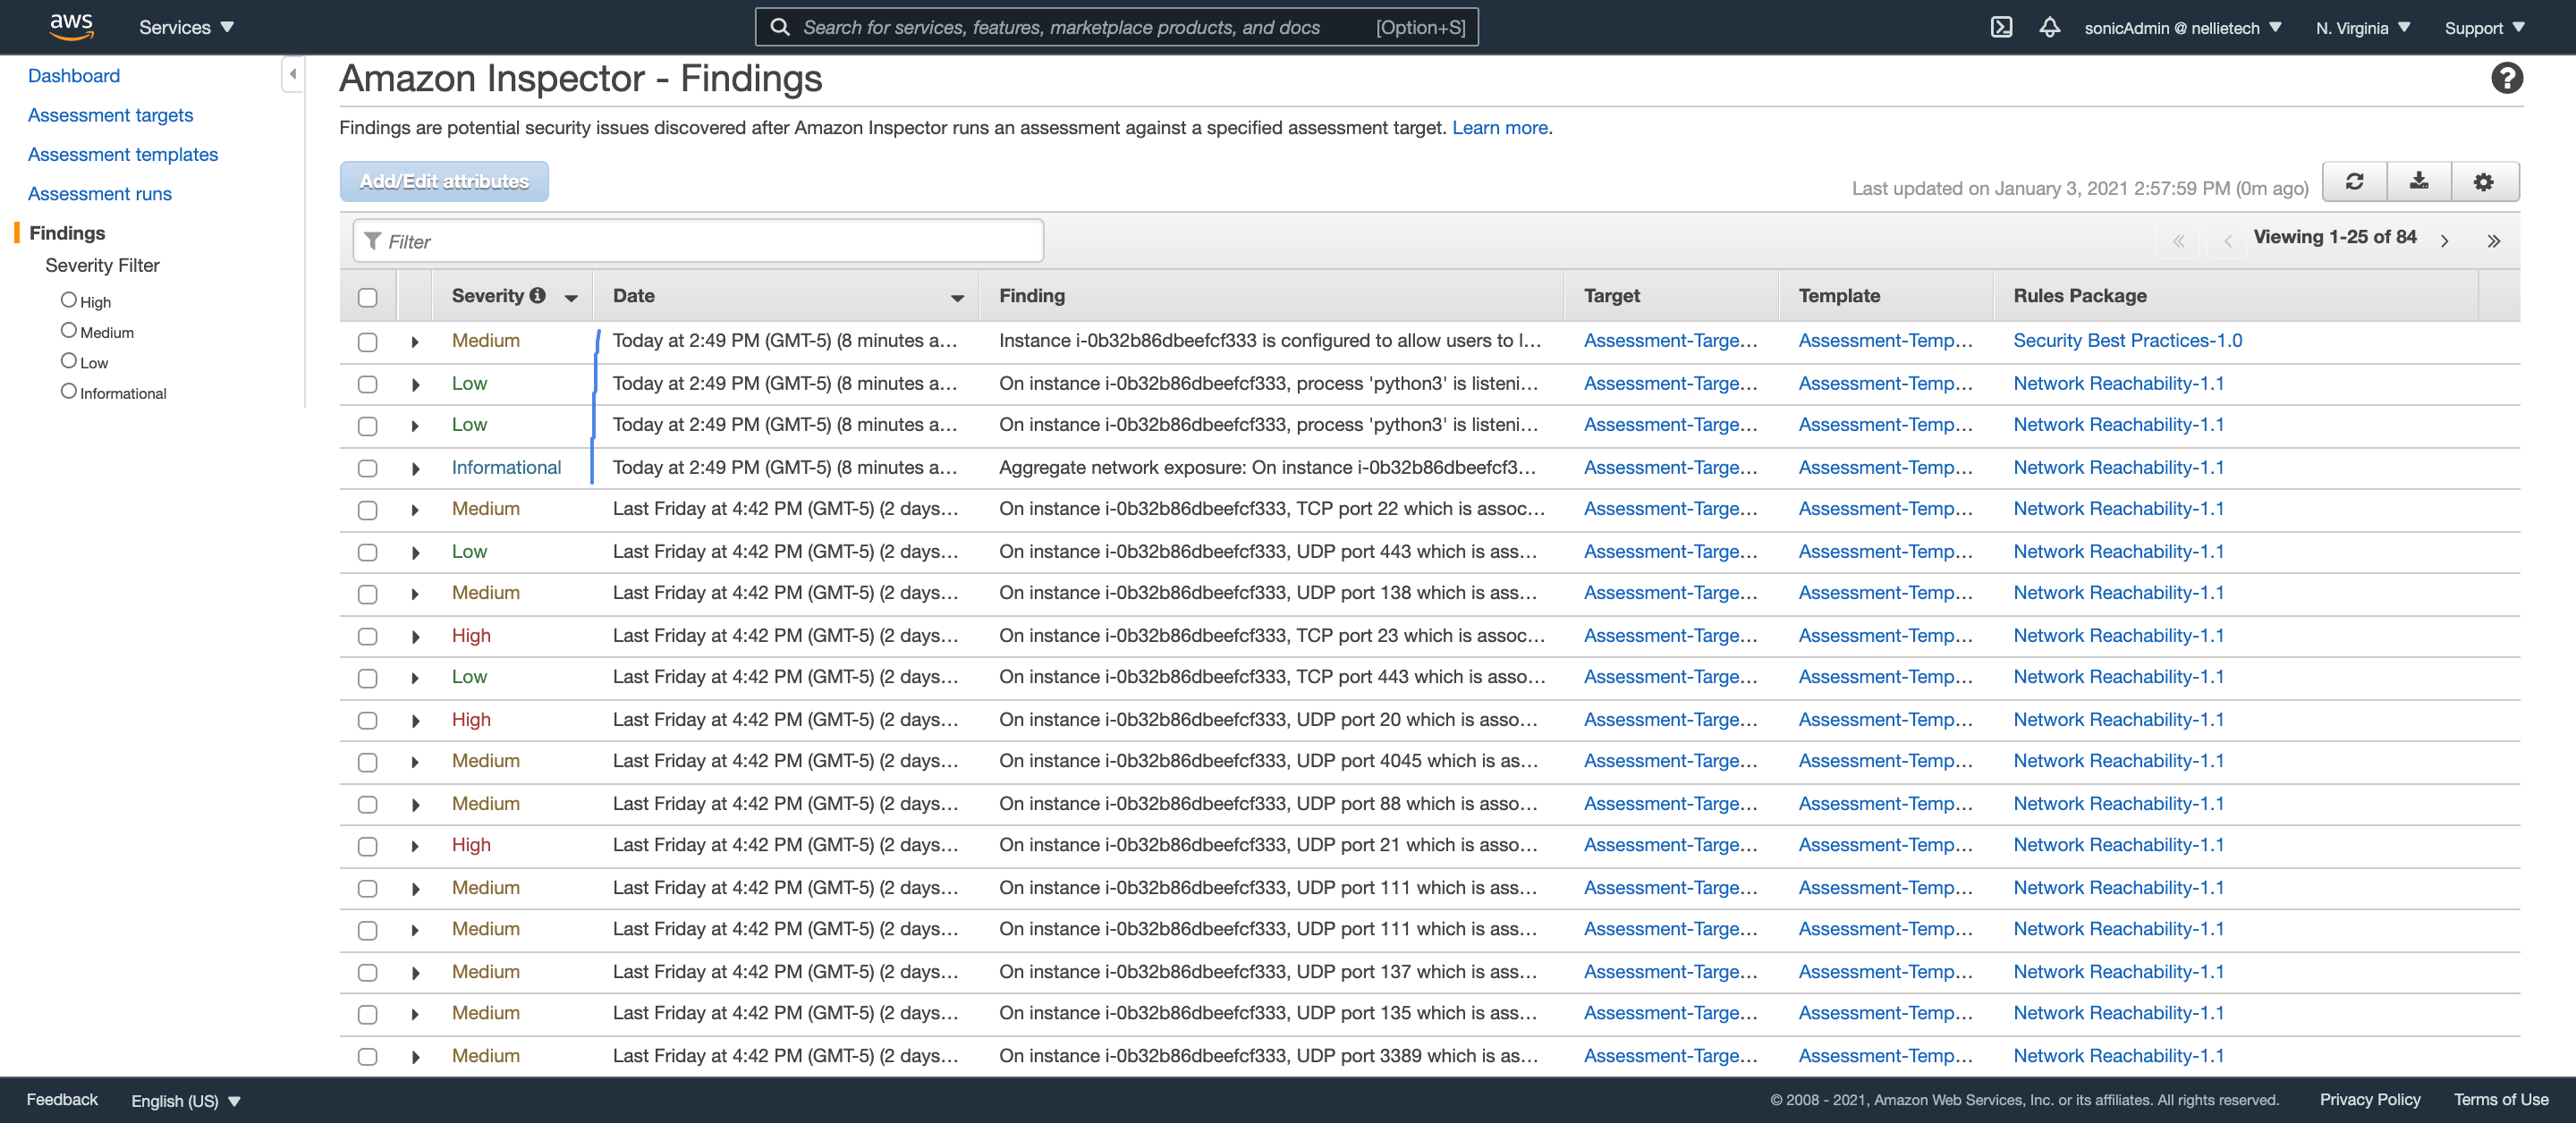 aws Services Search for services, features, marketplace products, and docs [Option+S] sonicAdmin @ nellietech N. Virginia Support
Dashboard
Assessment targets
Assessment templates
Assessment runs
Findings
Severity Filter
High
Medium
Low
Informational
Amazon Inspector - Findings
Findings are potential security issues discovered after Amazon Inspector runs an assessment against a specified assessment target. Learn more.
Add/Edit attributes
Last updated on January 3, 2021 2:57:59 PM (0m ago)
Filter
Viewing 1-25 of 84
Severity Date Finding Target Template Rules Package
Medium Today at 2:49 PM (GMT-5) (8 minutes a... Instance i-0b32b86dbeefcf333 is configured to allow users to l... Assessment-Targe... Assessment-Temp... Security Best Practices-1.0
Low Today at 2:49 PM (GMT-5) (8 minutes a... On instance i-0b32b86dbeefcf333, process 'python3' is listeni... Assessment-Targe... Assessment-Temp... Network Reachability-1.1
Low Today at 2:49 PM (GMT-5) (8 minutes a... On instance i-0b32b86dbeefcf333, process 'python3' is listeni... Assessment-Targe... Assessment-Temp... Network Reachability-1.1
Informational Today at 2:49 PM (GMT-5) (8 minutes a... Aggregate network exposure: On instance i-0b32b86dbeefcf3... Assessment-Targe... Assessment-Temp... Network Reachability-1.1
Medium Last Friday at 4:42 PM (GMT-5) (2 days... On instance i-0b32b86dbeefcf333, TCP port 22 which is assoc... Assessment-Targe... Assessment-Temp... Network Reachability-1.1
Low Last Friday at 4:42 PM (GMT-5) (2 days... On instance i-0b32b86dbeefcf333, UDP port 443 which is ass... Assessment-Targe... Assessment-Temp... Network Reachability-1.1
Medium Last Friday at 4:42 PM (GMT-5) (2 days... On instance i-0b32b86dbeefcf333, UDP port 138 which is ass... Assessment-Targe... Assessment-Temp... Network Reachability-1.1
High Last Friday at 4:42 PM (GMT-5) (2 days... On instance i-0b32b86dbeefcf333, TCP port 23 which is assoc... Assessment-Targe... Assessment-Temp... Network Reachability-1.1
Low Last Friday at 4:42 PM (GMT-5) (2 days... On instance i-0b32b86dbeefcf333, TCP port 443 which is asso... Assessment-Targe... Assessment-Temp... Network Reachability-1.1
High Last Friday at 4:42 PM (GMT-5) (2 days... On instance i-0b32b86dbeefcf333, UDP port 20 which is asso... Assessment-Targe... Assessment-Temp... Network Reachability-1.1
Medium Last Friday at 4:42 PM (GMT-5) (2 days... On instance i-0b32b86dbeefcf333, UDP port 4045 which is as... Assessment-Targe... Assessment-Temp... Network Reachability-1.1
Medium Last Friday at 4:42 PM (GMT-5) (2 days... On instance i-0b32b86dbeefcf333, UDP port 88 which is asso... Assessment-Targe... Assessment-Temp... Network Reachability-1.1
High Last Friday at 4:42 PM (GMT-5) (2 days... On instance i-0b32b86dbeefcf333, UDP port 21 which is asso... Assessment-Targe... Assessment-Temp... Network Reachability-1.1
Medium Last Friday at 4:42 PM (GMT-5) (2 days... On instance i-0b32b86dbeefcf333, UDP port 111 which is ass... Assessment-Targe... Assessment-Temp... Network Reachability-1.1
Medium Last Friday at 4:42 PM (GMT-5) (2 days... On instance i-0b32b86dbeefcf333, UDP port 111 which is ass... Assessment-Targe... Assessment-Temp... Network Reachability-1.1
Medium Last Friday at 4:42 PM (GMT-5) (2 days... On instance i-0b32b86dbeefcf333, UDP port 137 which is ass... Assessment-Targe... Assessment-Temp... Network Reachability-1.1
Medium Last Friday at 4:42 PM (GMT-5) (2 days... On instance i-0b32b86dbeefcf333, UDP port 135 which is ass... Assessment-Targe... Assessment-Temp... Network Reachability-1.1
Medium Last Friday at 4:42 PM (GMT-5) (2 days... On instance i-0b32b86dbeefcf333, UDP port 3389 which is as... Assessment-Targe... Assessment-Temp... Network Reachability-1.1
Feedback English (US) © 2008 - 2021, Amazon Web Services, Inc. or its affiliates. All rights reserved. Privacy Policy Terms of Use